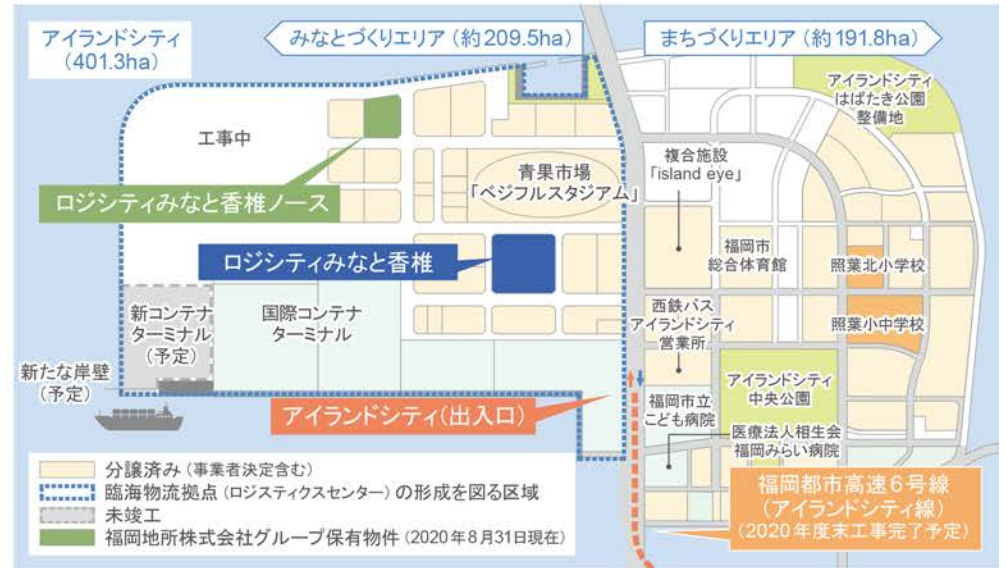 アイランドシティ
(401.3ha)
みなとづくりエリア(約209.5ha)
まちづくりエリア(約191.8ha)
アイランドシティ
はばたき公園
整備地
工事中
複合施設
「island eye」
青果市場
「ベジフルスタジアム」
ロジシティみなと香椎ノース
ロジシティみなと香椎
福岡市
総合体育館
照葉北小学校
新コンテナ
ターミナル
(予定)
国際コンテナ
ターミナル
西鉄バス
アイランドシティ
営業所
照葉小中学校
新たな岸壁
(予定)
アイランドシティ(出入口)
福岡市立
こども病院
アイランドシティ
中央公園
医療法人相生会
福岡みらい病院
分譲済み(事業者決定含む)
臨海物流拠点(ロジスティクスセンター)の形成を図る区域
未竣工
福岡地所株式会社グループ保有物件(2020年8月31日現在)
福岡都市高速6号線
(アイランドシティ線)
(2020年度末工事完了予定)